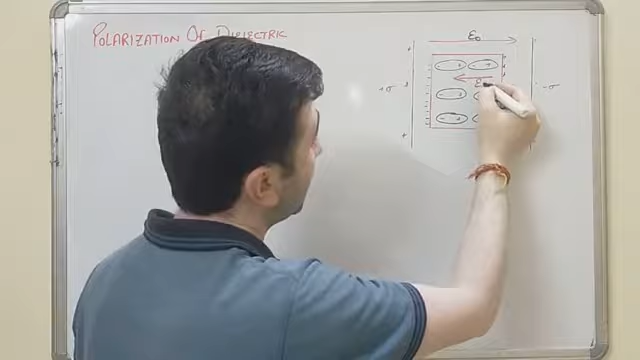 POLARIZATION OF DIELECTRIC
E₀
+σ
-σ
E